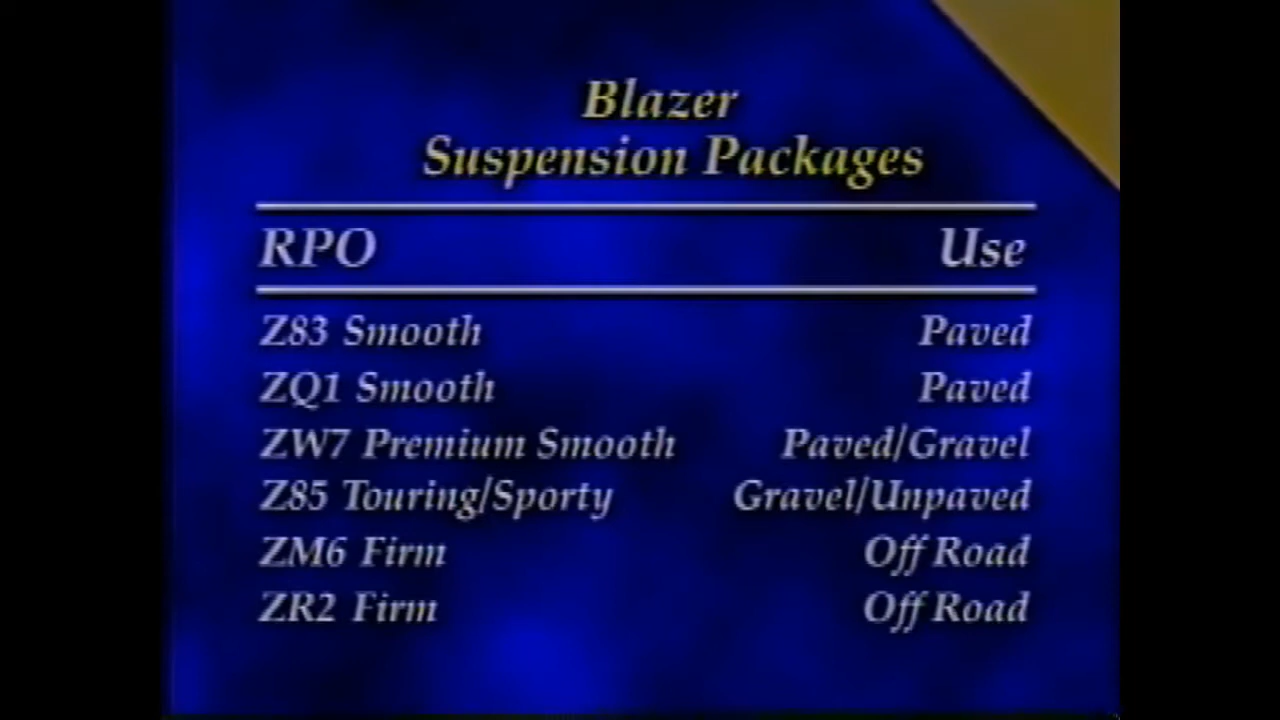 Blazer
Suspension Packages
RPO Use
Z83 Smooth Paved
ZQ1 Smooth Paved
ZW7 Premium Smooth Paved/Gravel
Z85 Touring/Sporty Gravel/Unpaved
ZM6 Firm Off Road
ZR2 Firm Off Road